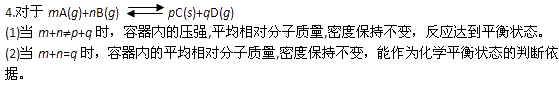 4.对于 mA(g)+nB(g) ⇌ pC(s)+qD(g)
(1)当 m+n≠p+q 时，容器内的压强,平均相对分子质量,密度保持不变，反应达到平衡状态。
(2)当 m+n=q 时，容器内的平均相对分子质量,密度保持不变，能作为化学平衡状态的判断依
据。